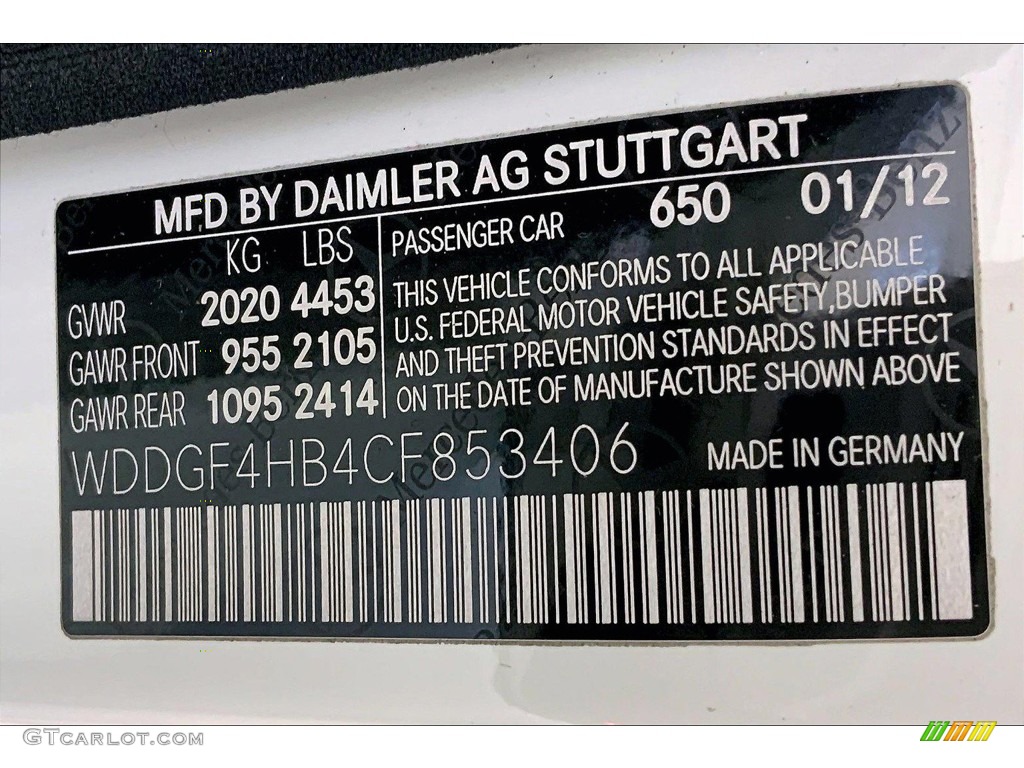 MFD BY DAIMLER AG STUTTGART
KG LBS
GVWR 2020 4453
GAWR FRONT 955 2105
GAWR REAR 1095 2414
PASSENGER CAR 650 01/12
THIS VEHICLE CONFORMS TO ALL APPLICABLE
U.S. FEDERAL MOTOR VEHICLE SAFETY,BUMPER
AND THEFT PREVENTION STANDARDS IN EFFECT
ON THE DATE OF MANUFACTURE SHOWN ABOVE
WDDGF4HB4CF853406 MADE IN GERMANY
GTCARLOT.COM